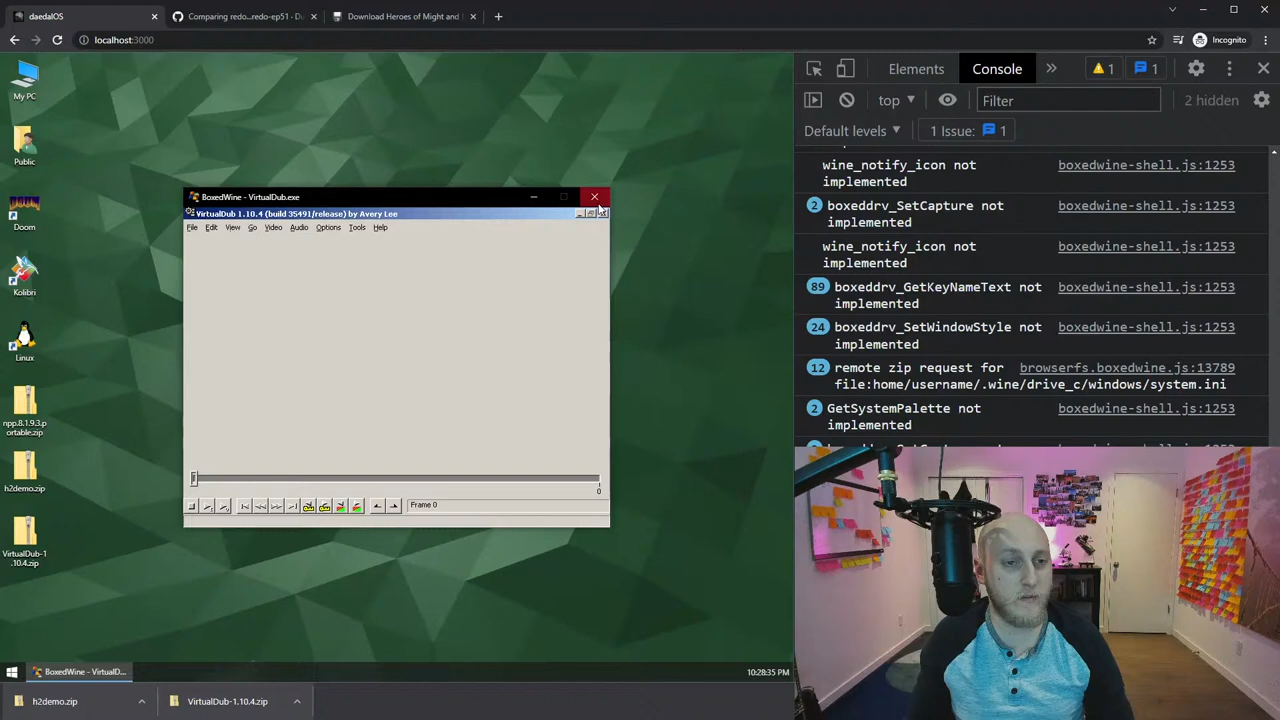 daedalOS
Comparing redo...redo-ep51 - D
Download Heroes of Might and
localhost:3000
Incognito
My PC
Public
Doom
Kolibri
Linux
npp.8.1.9.3.p
ortable.zip
h2demo.zip
VirtualDub-1
.10.4.zip
BoxedWine - VirtualDub.exe
VirtualDub 1.10.4 (build 35491/release) by Avery Lee
File Edit View Go Video Audio Options Tools Help
0
Frame 0
BoxedWine - VirtualD...
10:28:35 PM
h2demo.zip
VirtualDub-1.10.4.zip
Elements
Console
1
1
top
Filter
2 hidden
Default levels
1 Issue: 1
wine_notify_icon not boxedwine-shell.js:1253
implemented
2 boxeddrv_SetCapture not boxedwine-shell.js:1253
implemented
wine_notify_icon not boxedwine-shell.js:1253
implemented
89 boxeddrv_GetKeyNameText not boxedwine-shell.js:1253
implemented
24 boxeddrv_SetWindowStyle not boxedwine-shell.js:1253
implemented
12 remote zip request for browserfs.boxedwine.js:13789
file:home/username/.wine/drive_c/windows/system.ini
2 GetSystemPalette not boxedwine-shell.js:1253
implemented